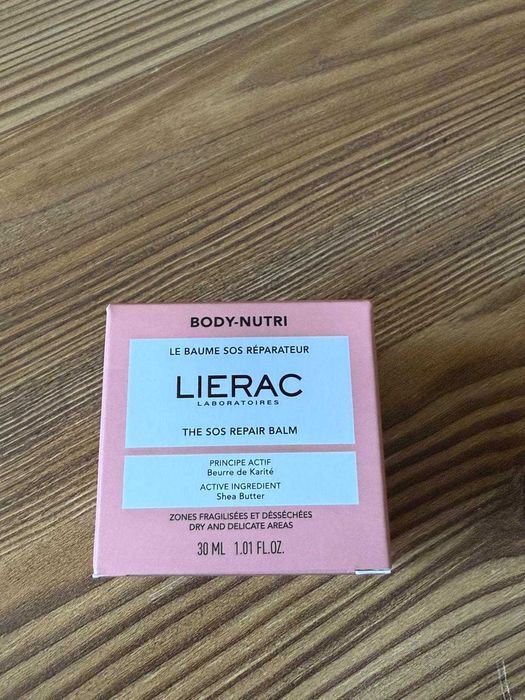 BODY-NUTRI
LE BAUME SOS RÉPARATEUR
LIERAC
LABORATOIRES
THE SOS REPAIR BALM
PRINCIPE ACTIF
Beurre de Karité
ACTIVE INGREDIENT
Shea Butter
ZONES FRAGILISÉES ET DÉSSÉCHÉES
DRY AND DELICATE AREAS
30 ML 1.01 FL.OZ.